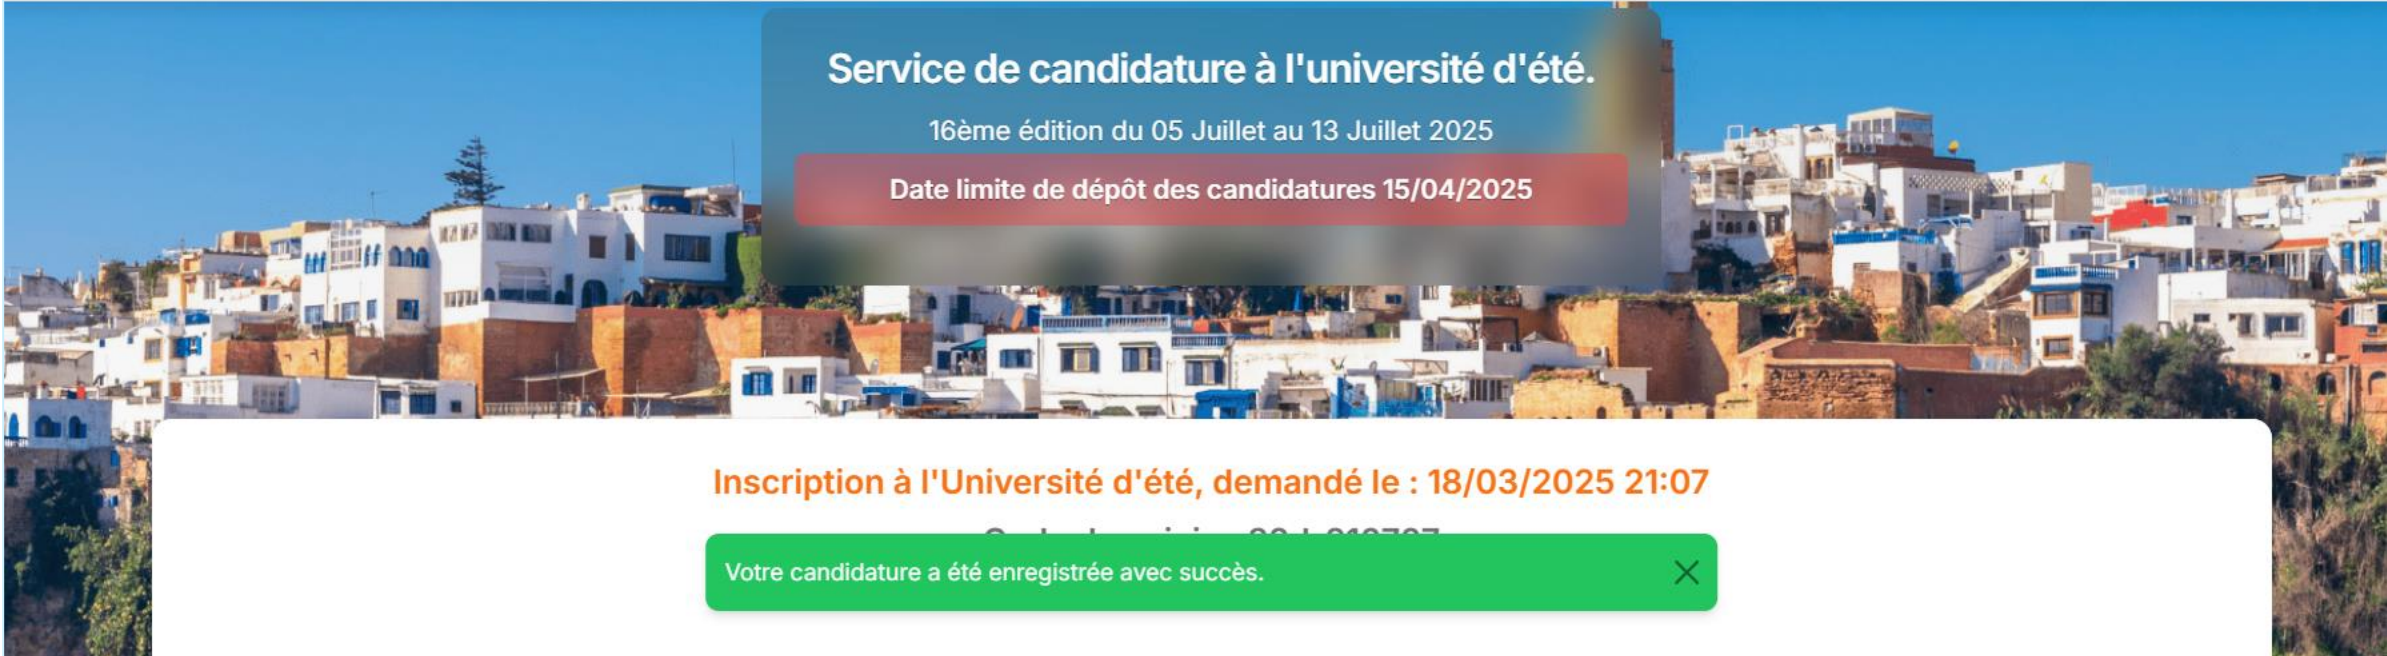 Service de candidature à l'université d'été.
16ème édition du 05 Juillet au 13 Juillet 2025
Date limite de dépôt des candidatures 15/04/2025
Inscription à l'Université d'été, demandé le : 18/03/2025 21:07
Votre candidature a été enregistrée avec succès.